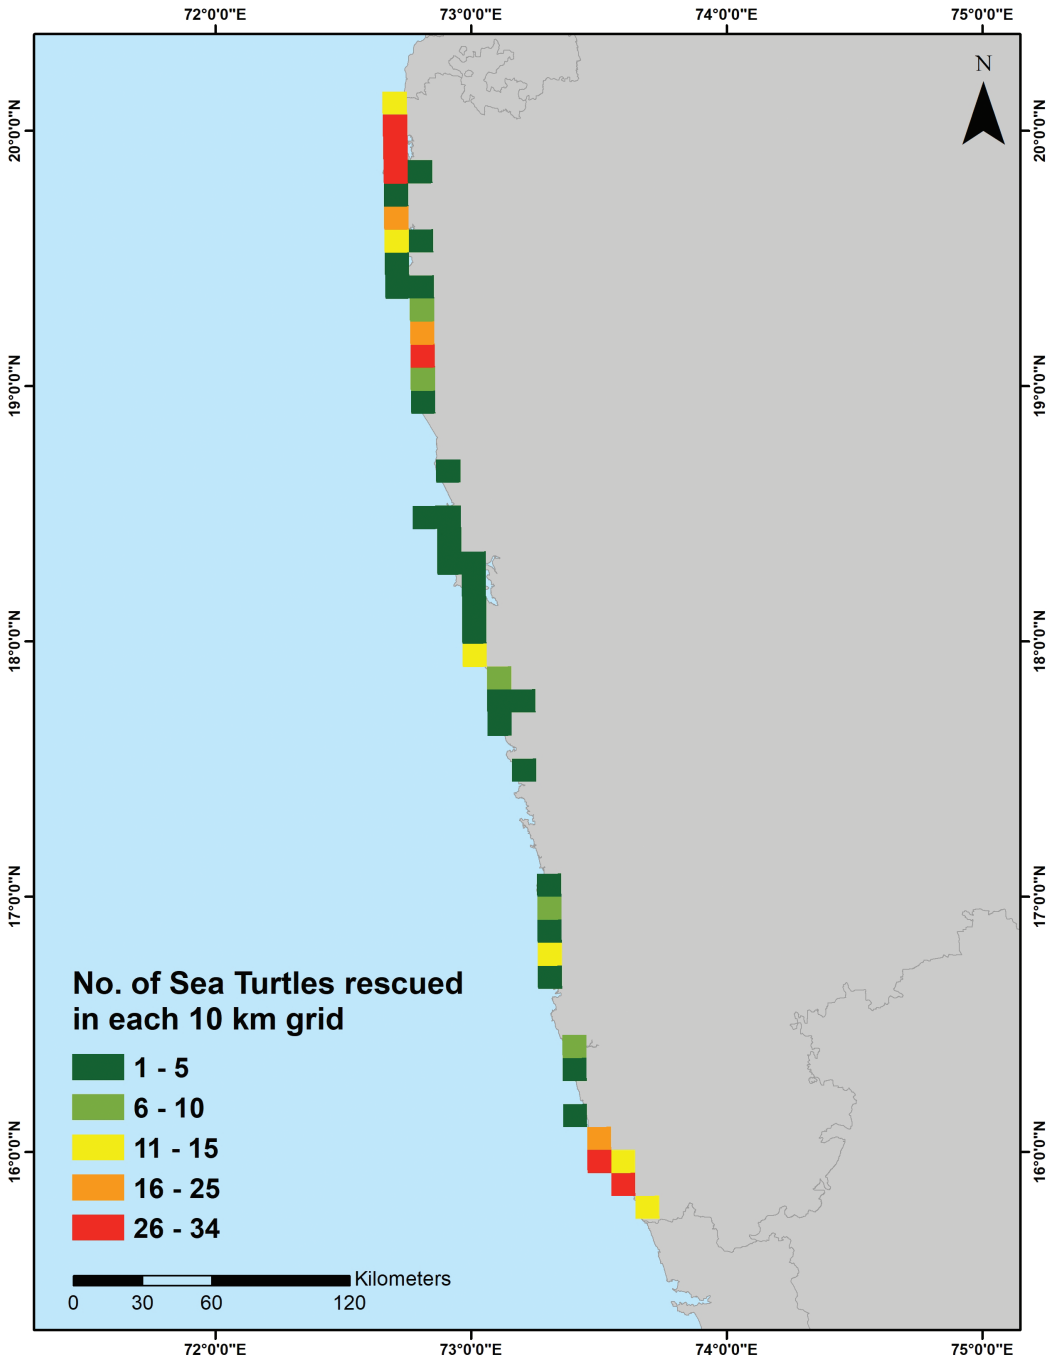 72°0'0"E 73°0'0"E 74°0'0"E 75°0'0"E
N
20°0'0"N 20°0'0"N
19°0'0"N 19°0'0"N
18°0'0"N 18°0'0"N
17°0'0"N 17°0'0"N
No. of Sea Turtles rescued
in each 10 km grid
1 - 5
6 - 10
11 - 15
16°0'0"N 16°0'0"N
16 - 25
26 - 34
Kilometers
0 30 60 120
72°0'0"E 73°0'0"E 74°0'0"E 75°0'0"E